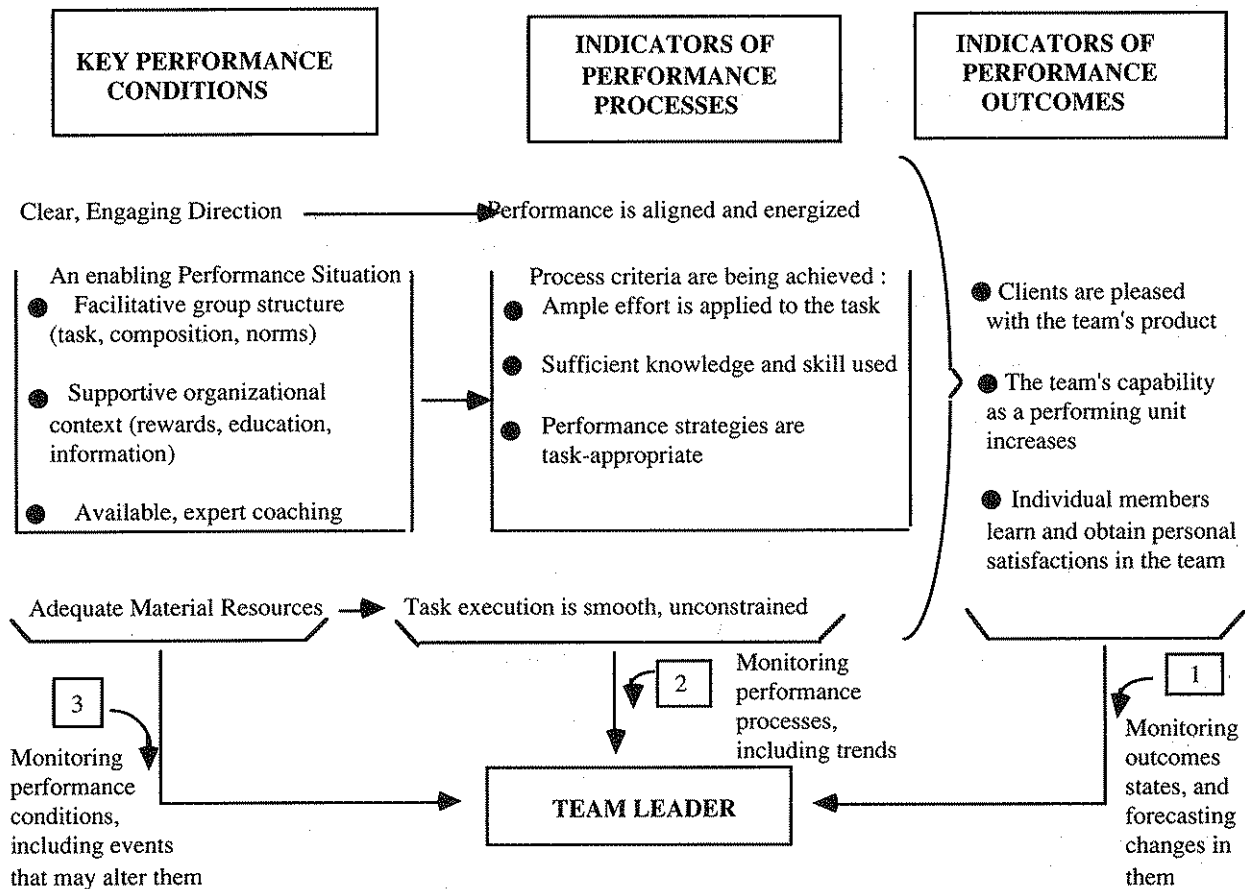 KEY PERFORMANCE
CONDITIONS
INDICATORS OF
PERFORMANCE
PROCESSES
INDICATORS OF
PERFORMANCE
OUTCOMES
Clear, Engaging Direction
Performance is aligned and energized
An enabling Performance Situation
Facilitative group structure
(task, composition, norms)
Supportive organizational
context (rewards, education,
information)
Available, expert coaching
Process criteria are being achieved :
Ample effort is applied to the task
Sufficient knowledge and skill used
Performance strategies are
task-appropriate
Clients are pleased
with the team's product
The team's capability
as a performing unit
increases
Individual members
learn and obtain personal
satisfactions in the team
Adequate Material Resources
Task execution is smooth, unconstrained
3
Monitoring
performance
conditions,
including events
that may alter them
2
Monitoring
performance
processes,
including trends
1
Monitoring
outcomes
states, and
forecasting
changes in
them
TEAM LEADER